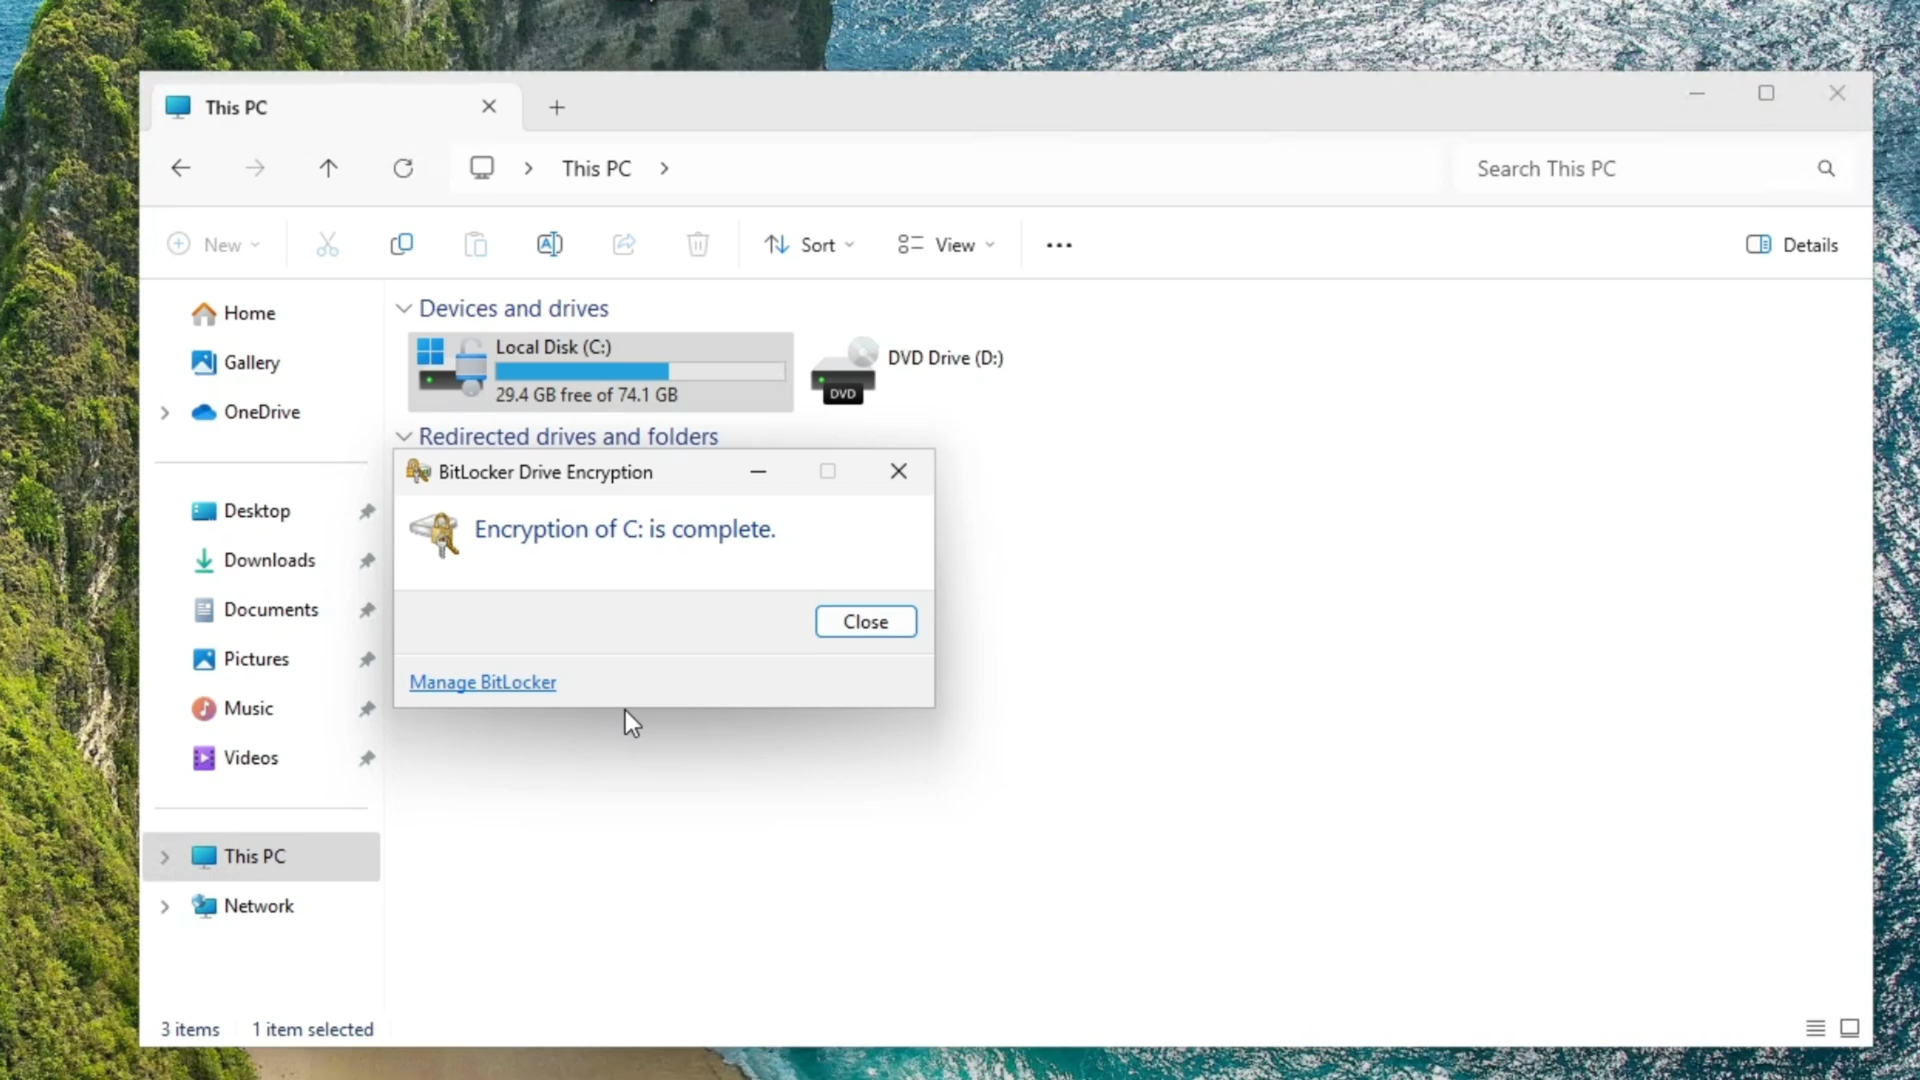 This PC
This PC
Search This PC
New
Sort
View
Details
Home
Gallery
OneDrive
Desktop
Downloads
Documents
Pictures
Music
Videos
This PC
Network
Devices and drives
Local Disk (C:)
29.4 GB free of 74.1 GB
DVD Drive (D:)
DVD
Redirected drives and folders
BitLocker Drive Encryption
Encryption of C: is complete.
Close
Manage BitLocker
3 items
1 item selected